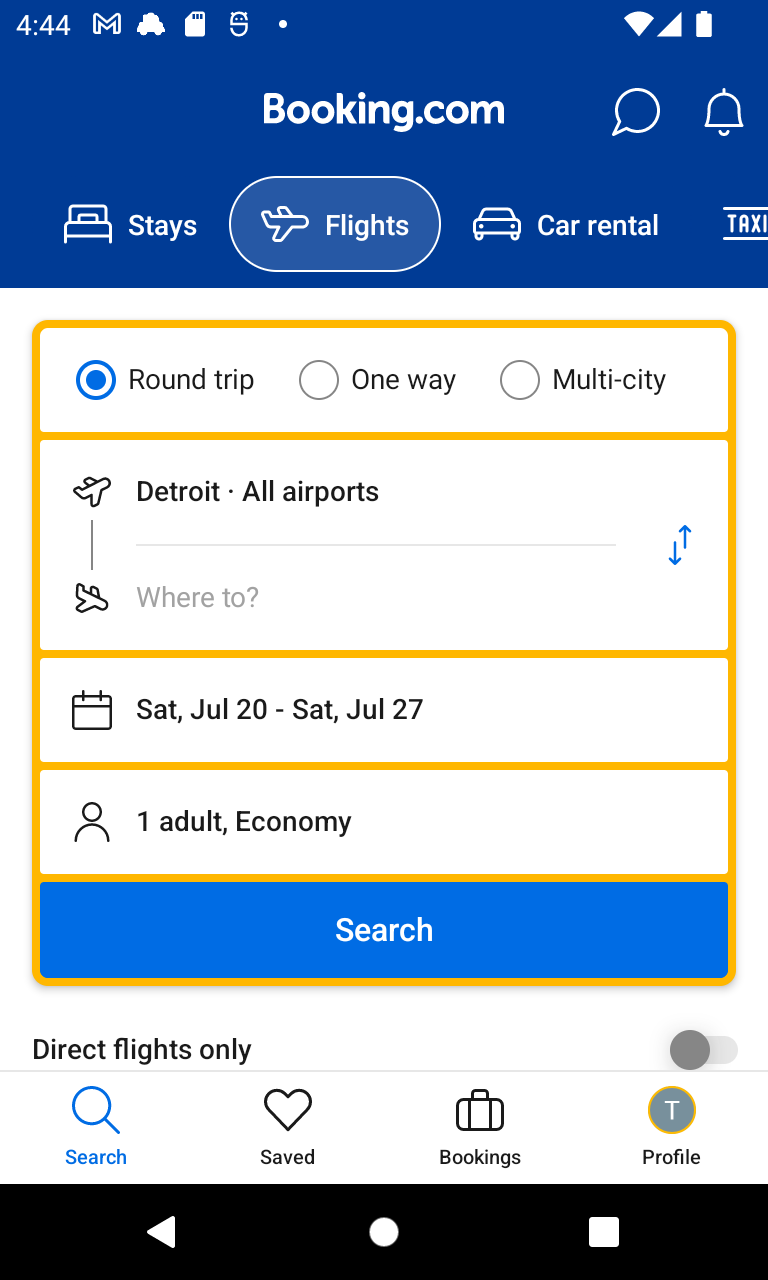 4:44
Booking.com
Stays
Flights
Car rental
TAXI
Round trip
One way
Multi-city
Detroit · All airports
Where to?
Sat, Jul 20 - Sat, Jul 27
1 adult, Economy
Search
Direct flights only
T
Search
Saved
Bookings
Profile